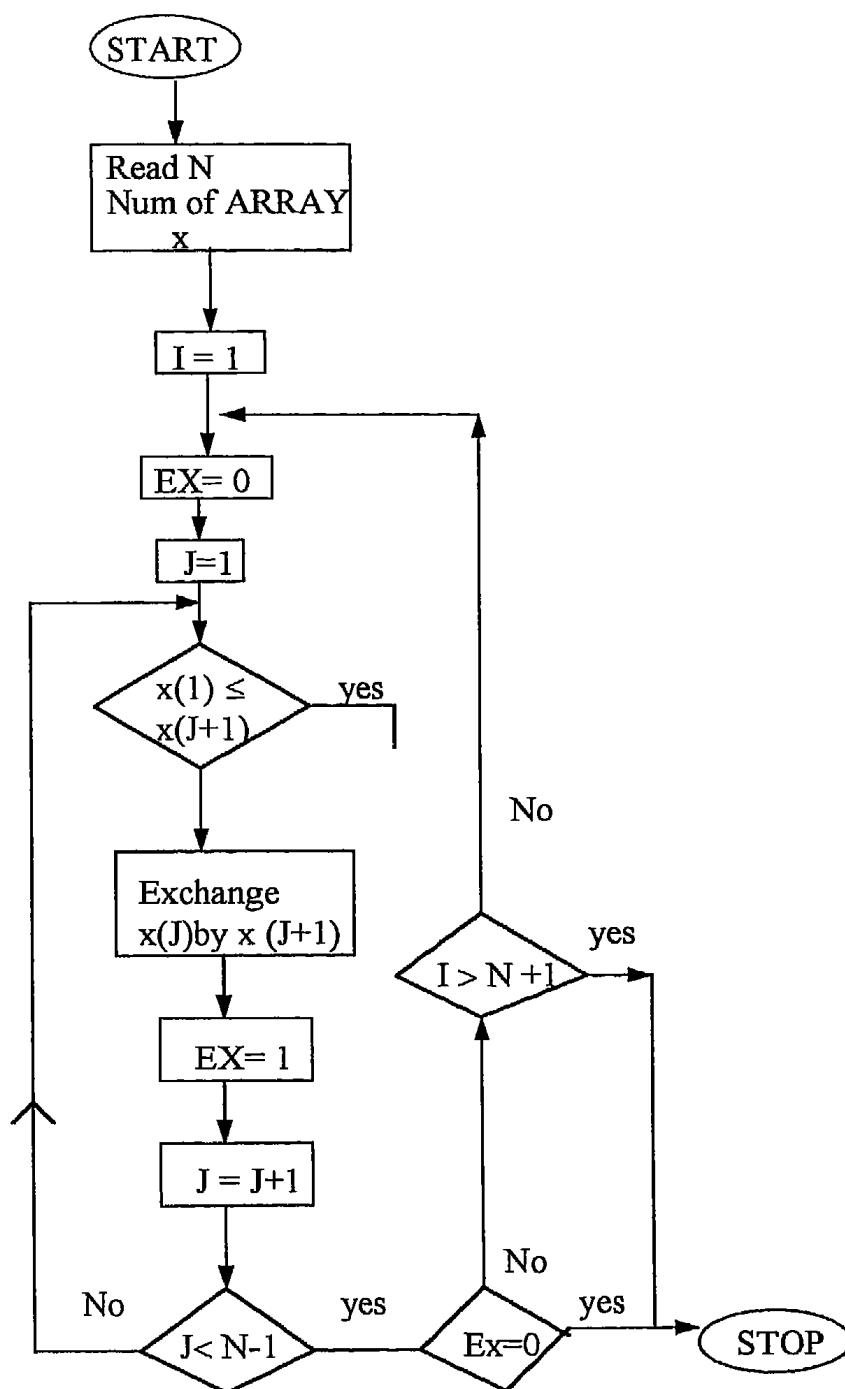 START
Read N
Num of ARRAY
x
I = 1
EX= 0
J=1
x(1) ≤
x(J+1)
yes
No
Exchange
x(J)by x (J+1)
I > N +1
yes
EX= 1
J = J+1
No
J< N-1
yes
No
Ex=0
yes
STOP